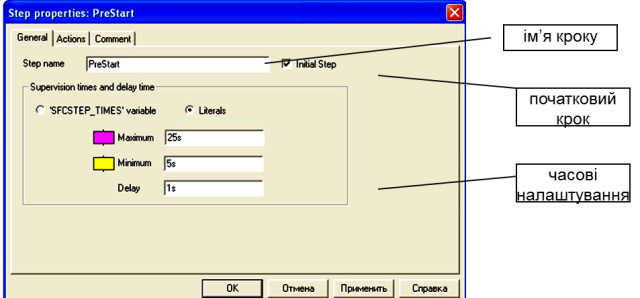 Step properties: PreStart
General Actions Comment
Step name PreStart Initial Step
Supervision times and delay time
'SFCSTEP_TIMES' variable Literals
Maximum 25s
Minimum 5s
Delay 1s
OK Отмена Применить Справка
ім’я кроку
початковий
крок
часові
налаштування